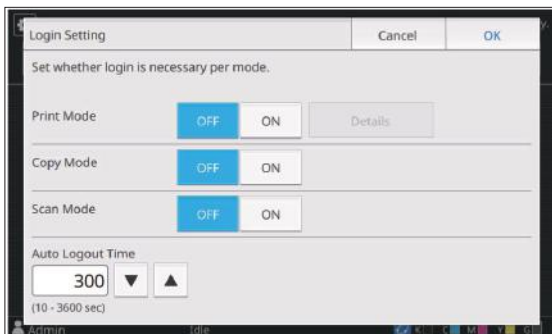 Login Setting Cancel OK
Set whether login is necessary per mode.
Print Mode OFF ON Details
Copy Mode OFF ON
Scan Mode OFF ON
Auto Logout Time
300 ▼ ▲
(10 - 3600 sec)
Admin Idle K C M Y G